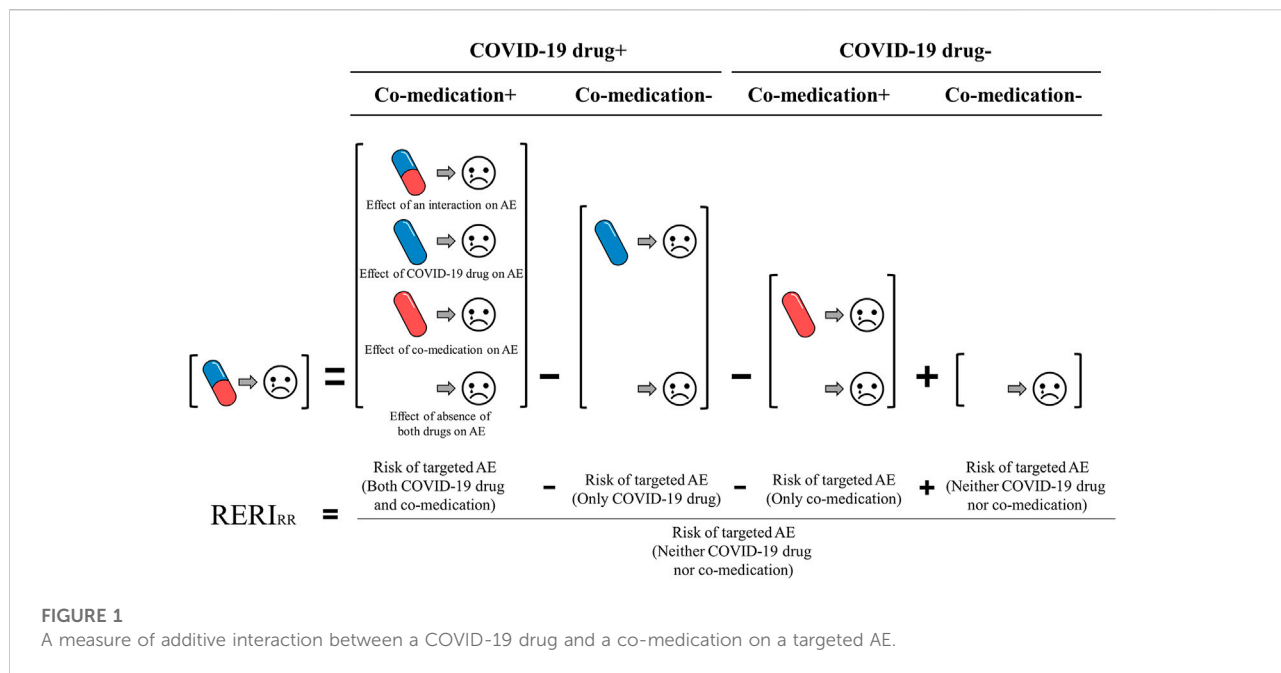 COVID-19 drug+
COVID-19 drug-
Co-medication+
Co-medication-
Co-medication+
Co-medication-
Effect of an interaction on AE
Effect of COVID-19 drug on AE
Effect of co-medication on AE
Effect of absence of
both drugs on AE
=
-
-
+
RERIRR =
Risk of targeted AE
(Both COVID-19 drug
and co-medication)
-
Risk of targeted AE
(Only COVID-19 drug)
-
Risk of targeted AE
(Only co-medication)
+
Risk of targeted AE
(Neither COVID-19 drug
nor co-medication)
Risk of targeted AE
(Neither COVID-19 drug
nor co-medication)
FIGURE 1
A measure of additive interaction between a COVID-19 drug and a co-medication on a targeted AE.